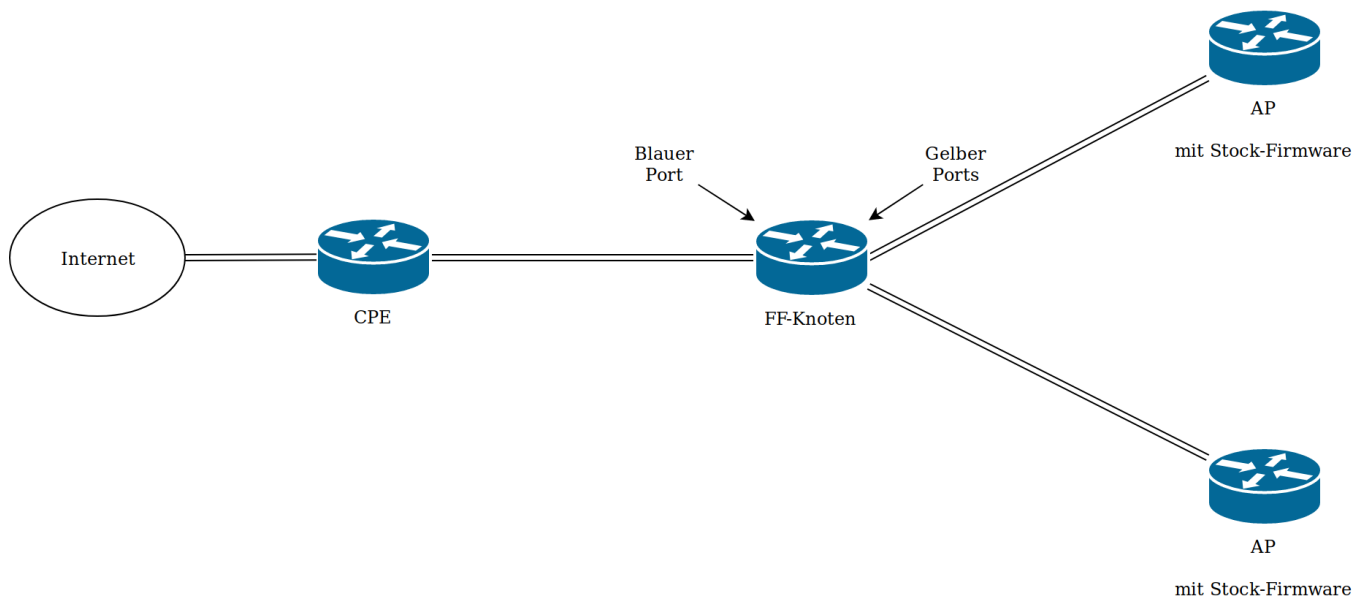 Internet
CPE
Blauer
Port
Gelber
Ports
FF-Knoten
AP
mit Stock-Firmware
AP
mit Stock-Firmware